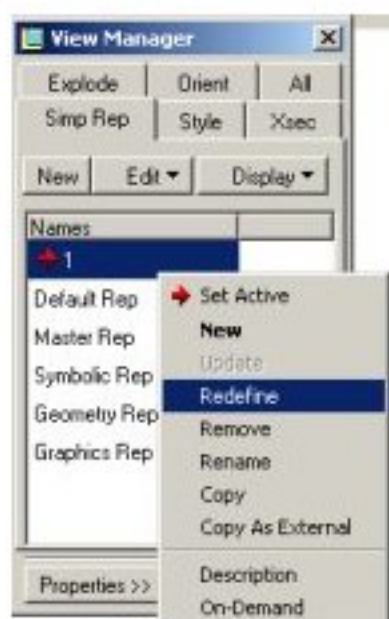 View Manager
Explode Orient All
Simp Rep Style Xsec
New Edit Display
Names
1
Default Rep
Master Rep
Symbolic Rep
Geometry Rep
Graphics Rep
Set Active
New
Update
Redefine
Remove
Rename
Copy
Copy As External
Description
On-Demand
Properties >>